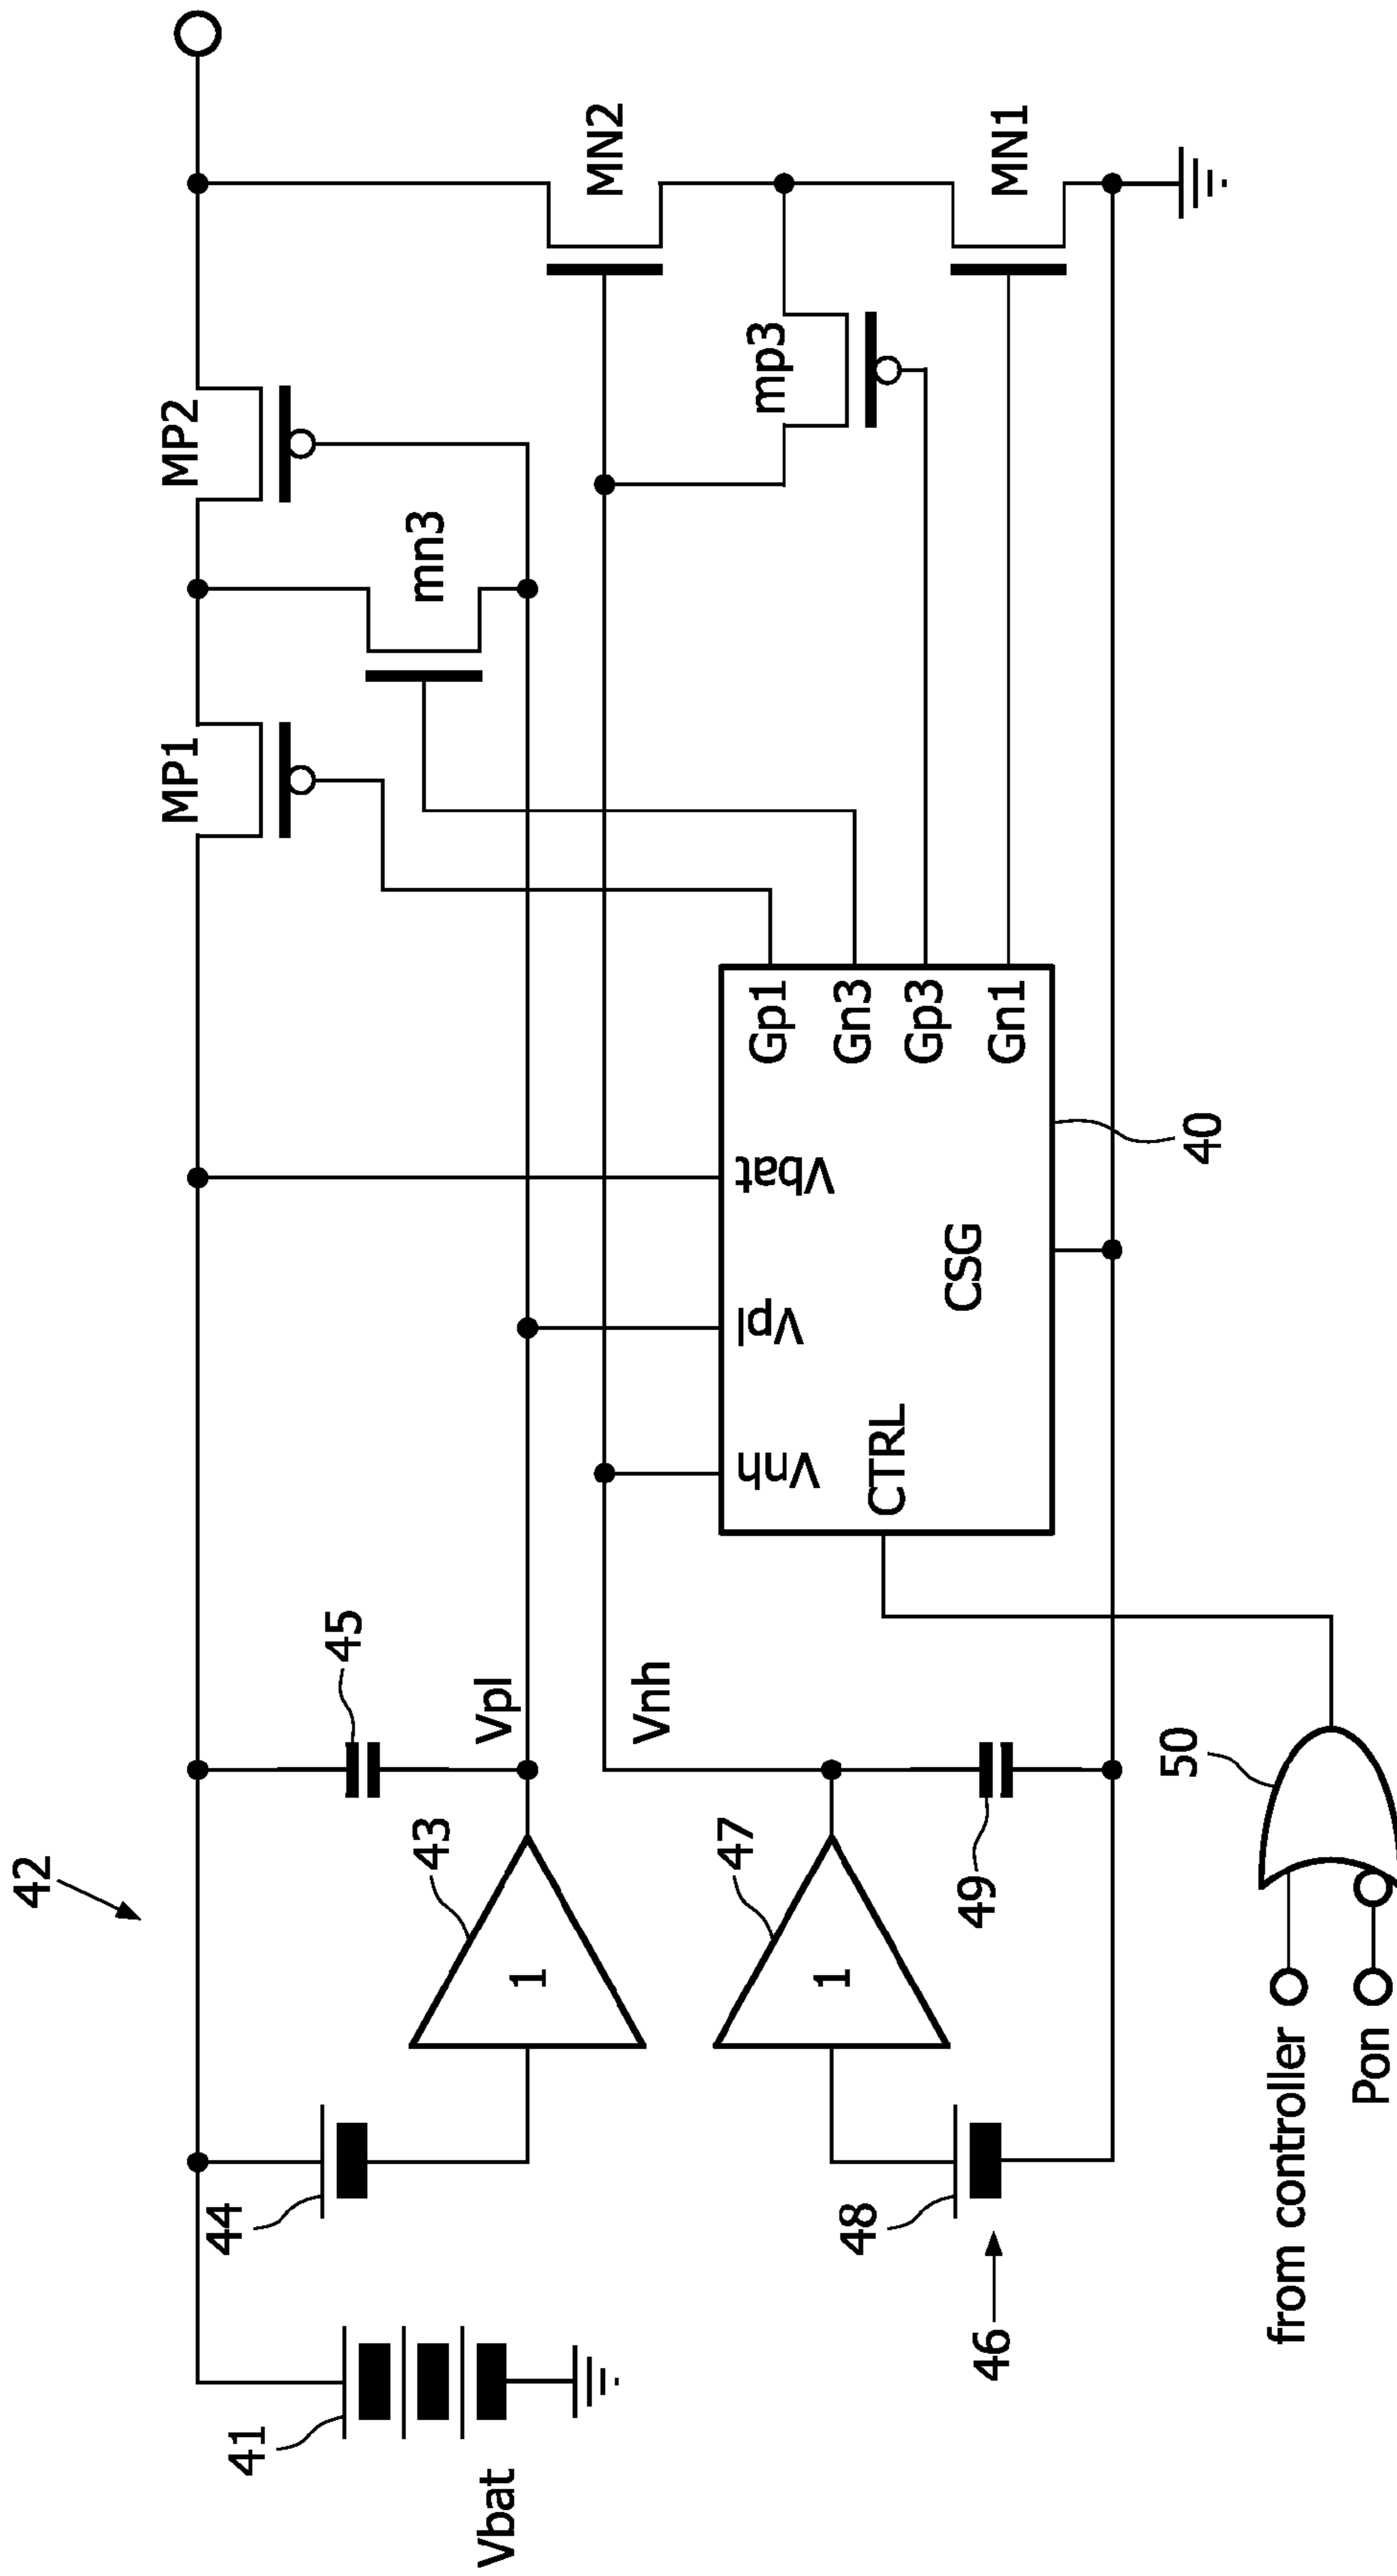 42
41
Vbat
44
43
1
45
Vpl
MP1
mn3
MP2
46
48
47
1
49
Vnh
Vnh
Vpl
Vbat
CTRL
CSG
Gp1
Gn3
Gp3
Gn1
40
mp3
MN2
MN1
from controller
Pon
50